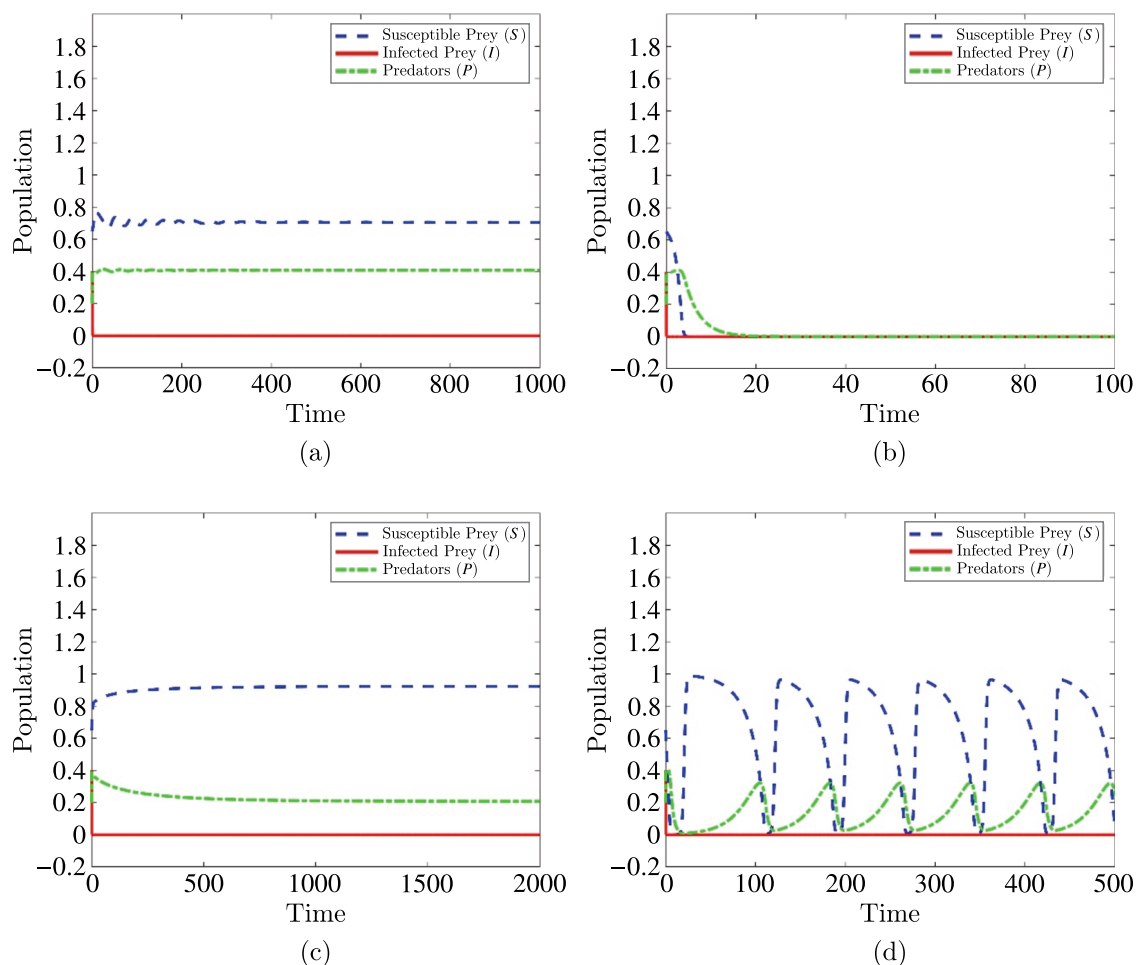 Susceptible Prey (S)
Infected Prey (I)
Predators (P)
1.8
1.6
1.4
1.2
1
0.8
0.6
0.4
0.2
0
−0.2
Population
0 200 400 600 800 1000
Time
(a)
Susceptible Prey (S)
Infected Prey (I)
Predators (P)
1.8
1.6
1.4
1.2
1
0.8
0.6
0.4
0.2
0
−0.2
Population
0 20 40 60 80 100
Time
(b)
Susceptible Prey (S)
Infected Prey (I)
Predators (P)
1.8
1.6
1.4
1.2
1
0.8
0.6
0.4
0.2
0
−0.2
Population
0 500 1000 1500 2000
Time
(c)
Susceptible Prey (S)
Infected Prey (I)
Predators (P)
1.8
1.6
1.4
1.2
1
0.8
0.6
0.4
0.2
0
−0.2
Population
0 100 200 300 400 500
Time
(d)